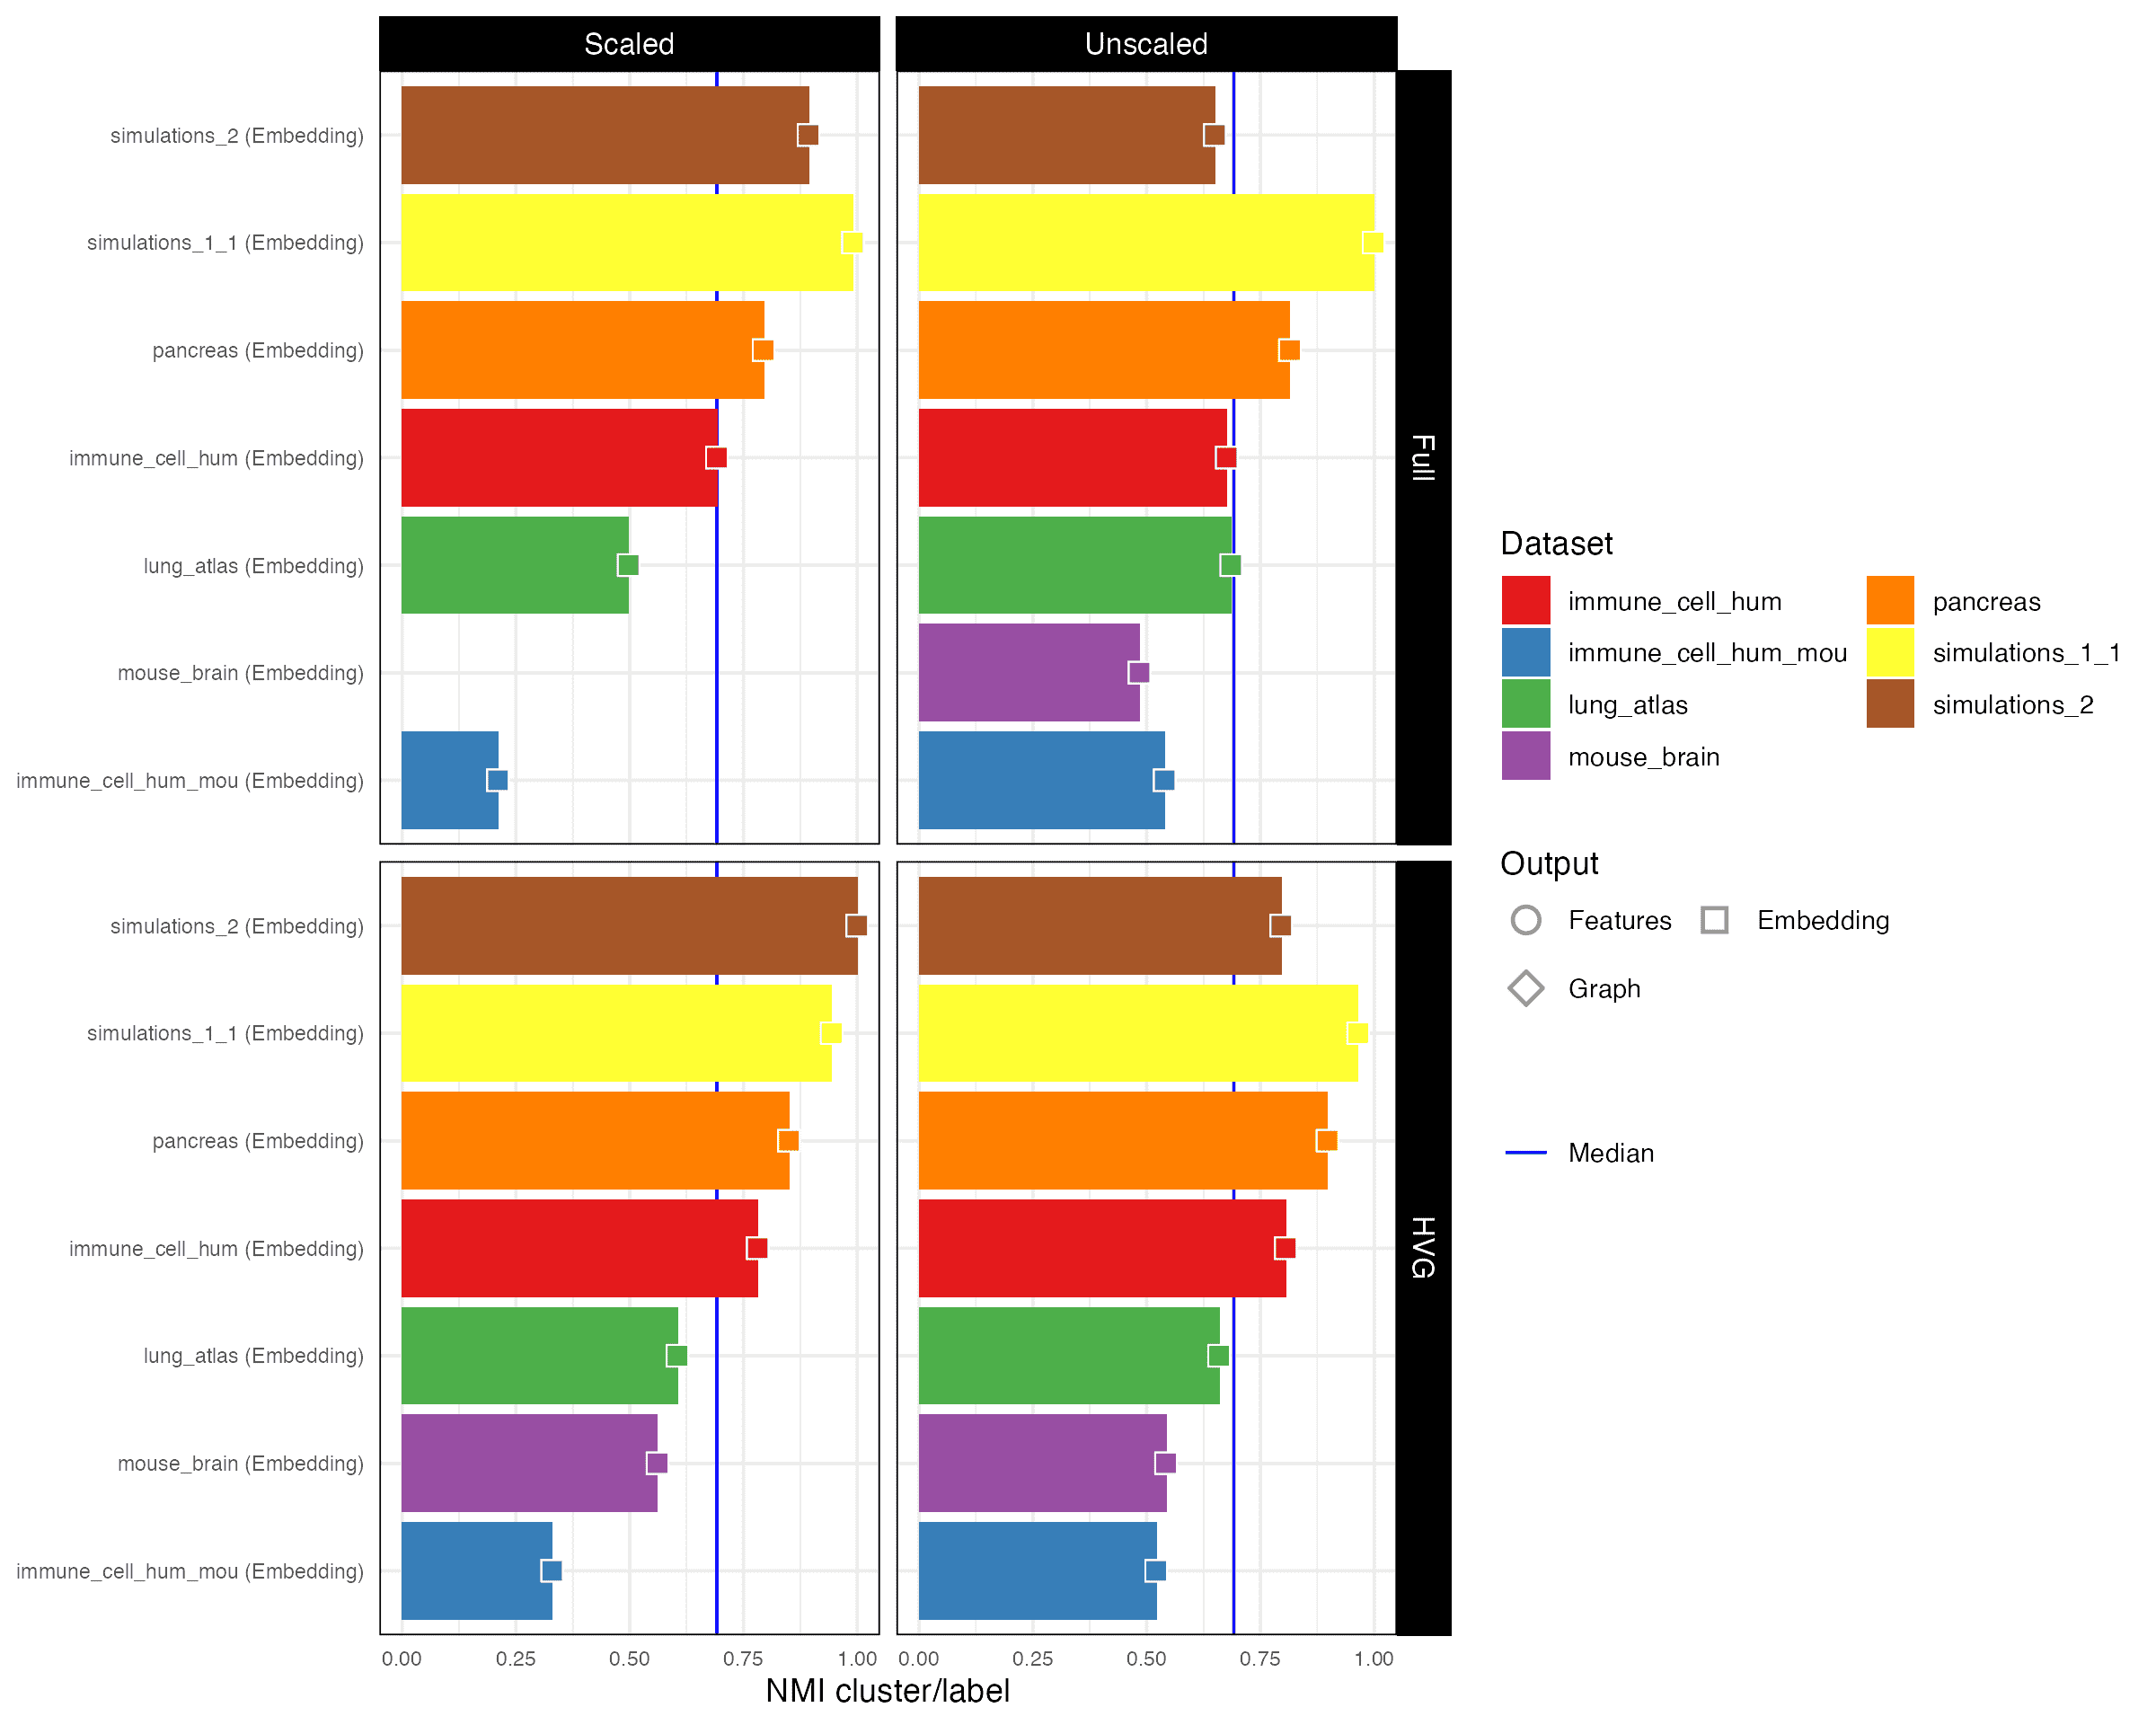 Scaled
Unscaled
simulations_2 (Embedding)
simulations_1_1 (Embedding)
pancreas (Embedding)
immune_cell_hum (Embedding)
lung_atlas (Embedding)
mouse_brain (Embedding)
immune_cell_hum_mou (Embedding)
Full
simulations_2 (Embedding)
simulations_1_1 (Embedding)
pancreas (Embedding)
immune_cell_hum (Embedding)
lung_atlas (Embedding)
mouse_brain (Embedding)
immune_cell_hum_mou (Embedding)
HVG
0.00 0.25 0.50 0.75 1.00
0.00 0.25 0.50 0.75 1.00
NMI cluster/label
Dataset
immune_cell_hum
immune_cell_hum_mou
lung_atlas
mouse_brain
pancreas
simulations_1_1
simulations_2
Output
Features
Embedding
Graph
Median